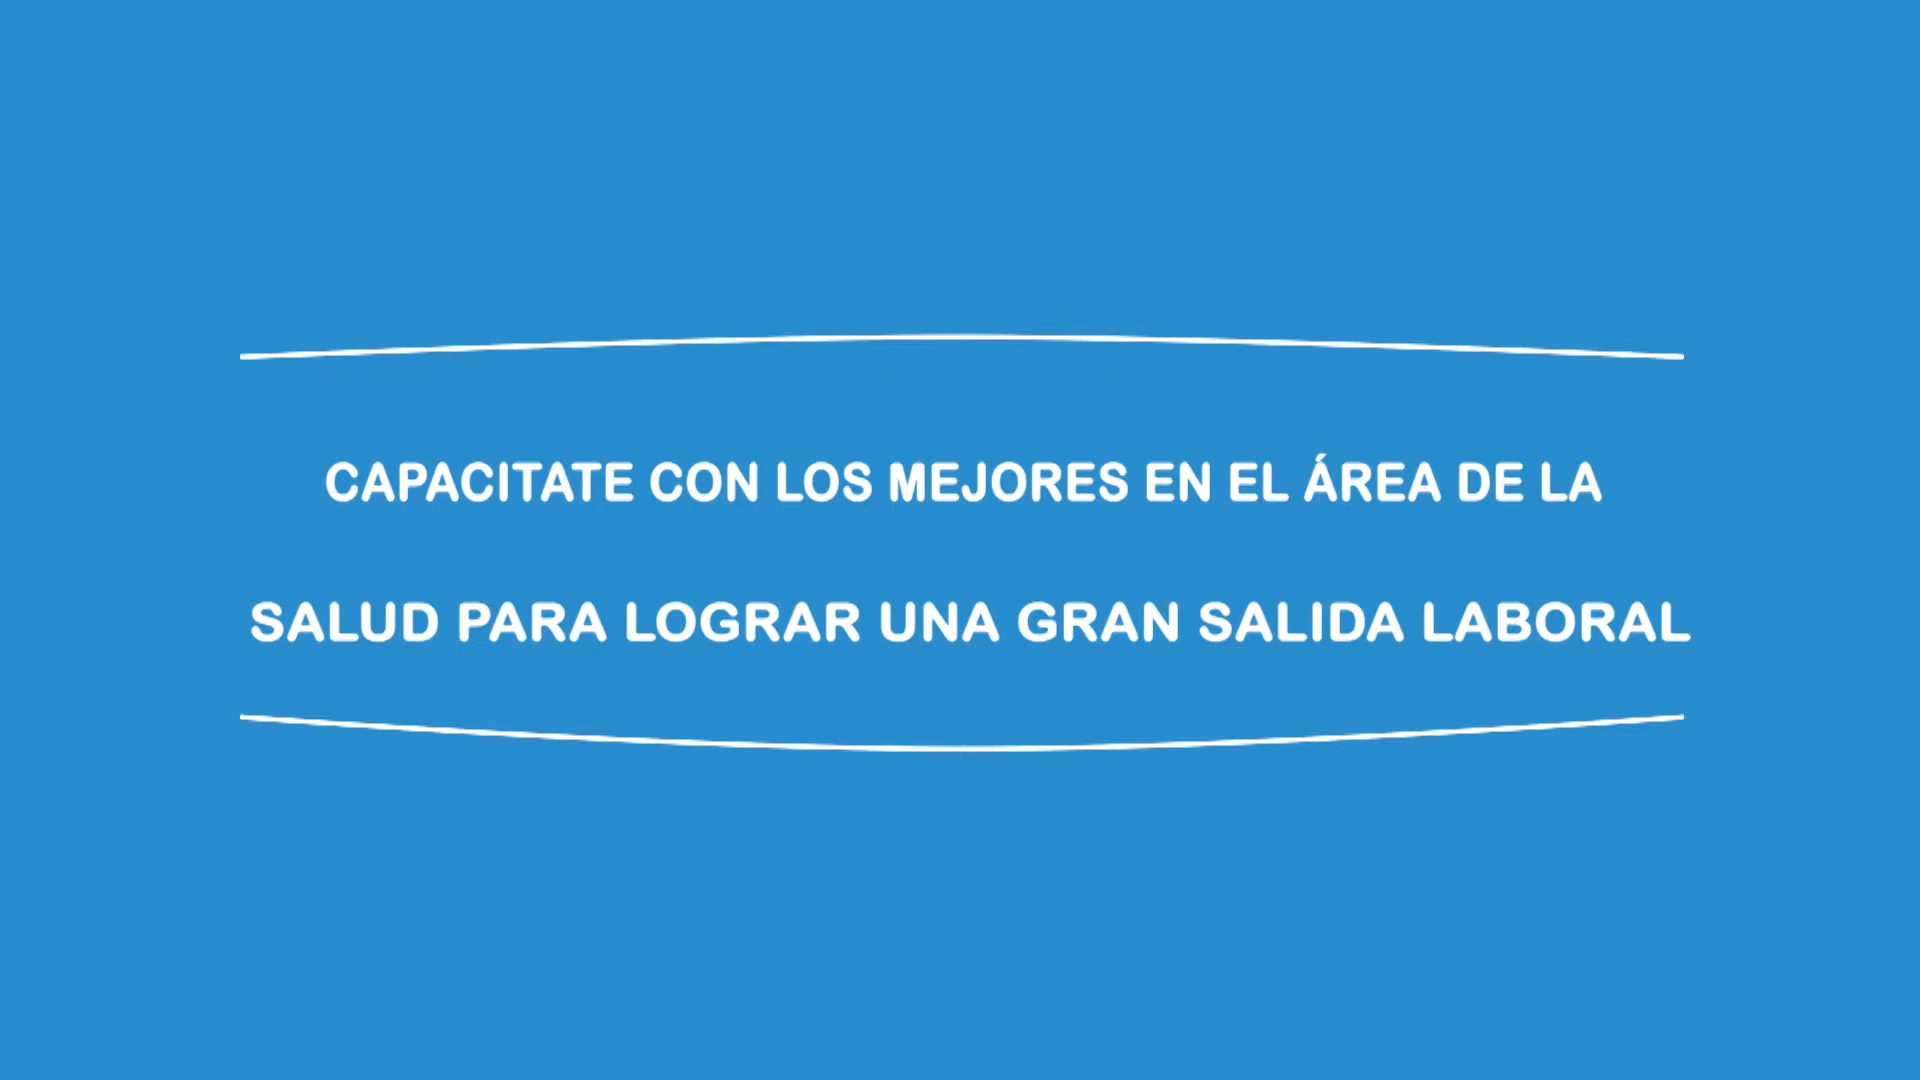 CAPACITATE CON LOS MEJORES EN EL ÁREA DE LA
SALUD PARA LOGRAR UNA GRAN SALIDA LABORAL